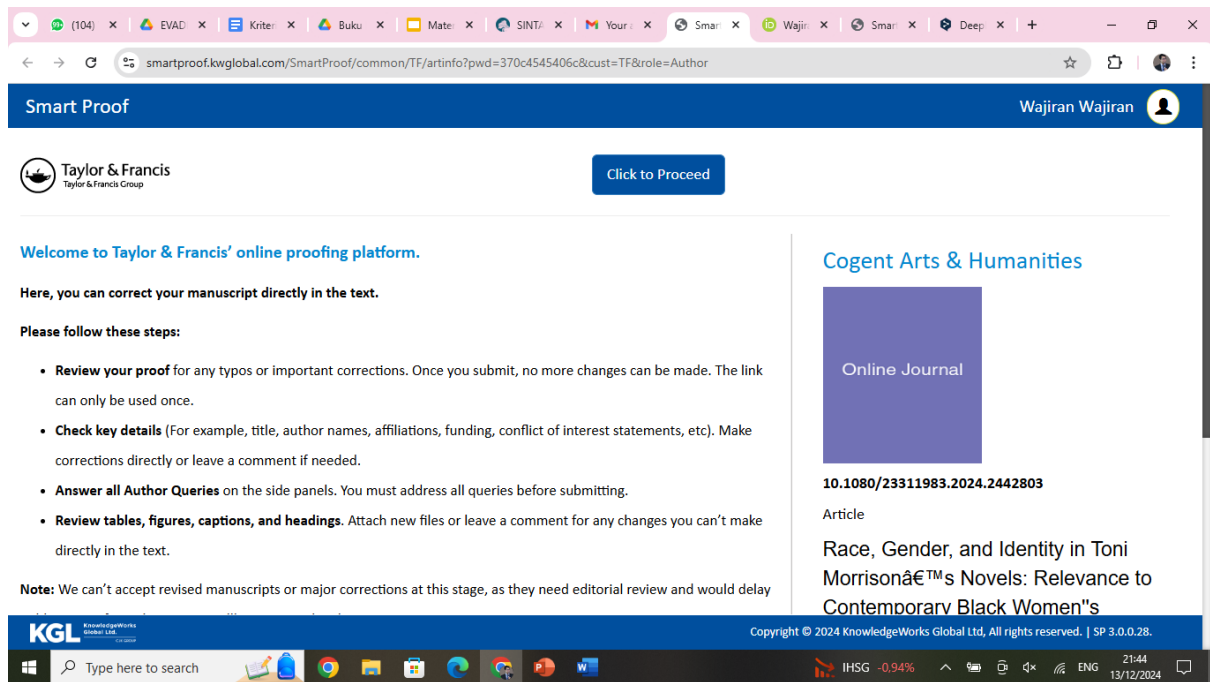 (104)
EVAD
Kriter
Buku
Mate
SINTA
Your a
Smar
Wajira
Smar
Deep
smartproof.kwglobal.com/SmartProof/common/TF/artinfo?pwd=370c4545406c&cust=TF&role=Author
Smart Proof
Wajiran Wajiran
Taylor & Francis
Taylor & Francis Group
Click to Proceed
Welcome to Taylor & Francis’ online proofing platform.
Here, you can correct your manuscript directly in the text.
Please follow these steps:
• Review your proof for any typos or important corrections. Once you submit, no more changes can be made. The link
can only be used once.
• Check key details (For example, title, author names, affiliations, funding, conflict of interest statements, etc). Make
corrections directly or leave a comment if needed.
• Answer all Author Queries on the side panels. You must address all queries before submitting.
• Review tables, figures, captions, and headings. Attach new files or leave a comment for any changes you can’t make
directly in the text.
Note: We can’t accept revised manuscripts or major corrections at this stage, as they need editorial review and would delay
Cogent Arts & Humanities
Online Journal
10.1080/23311983.2024.2442803
Article
Race, Gender, and Identity in Toni
Morrisonâ€™s Novels: Relevance to
Contemporary Black Women"s
KGL
KnowledgeWorks
Global Ltd.
Copyright © 2024 KnowledgeWorks Global Ltd, All rights reserved. | SP 3.0.0.28.
Type here to search
IHSG -0,94%
ENG
21:44
13/12/2024